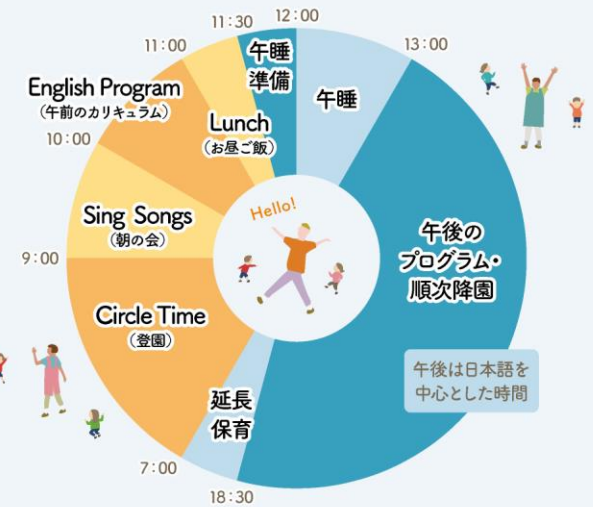 12:00
午睡
13:00
午後の
プログラム・
順次降園
午後は日本語を
中心とした時間
18:30
延長
保育
7:00
Circle Time
（登園）
9:00
Sing Songs
（朝の会）
10:00
English Program
（午前のカリキュラム）
11:00
Lunch
（お昼ご飯）
11:30
午睡
準備
Hello!